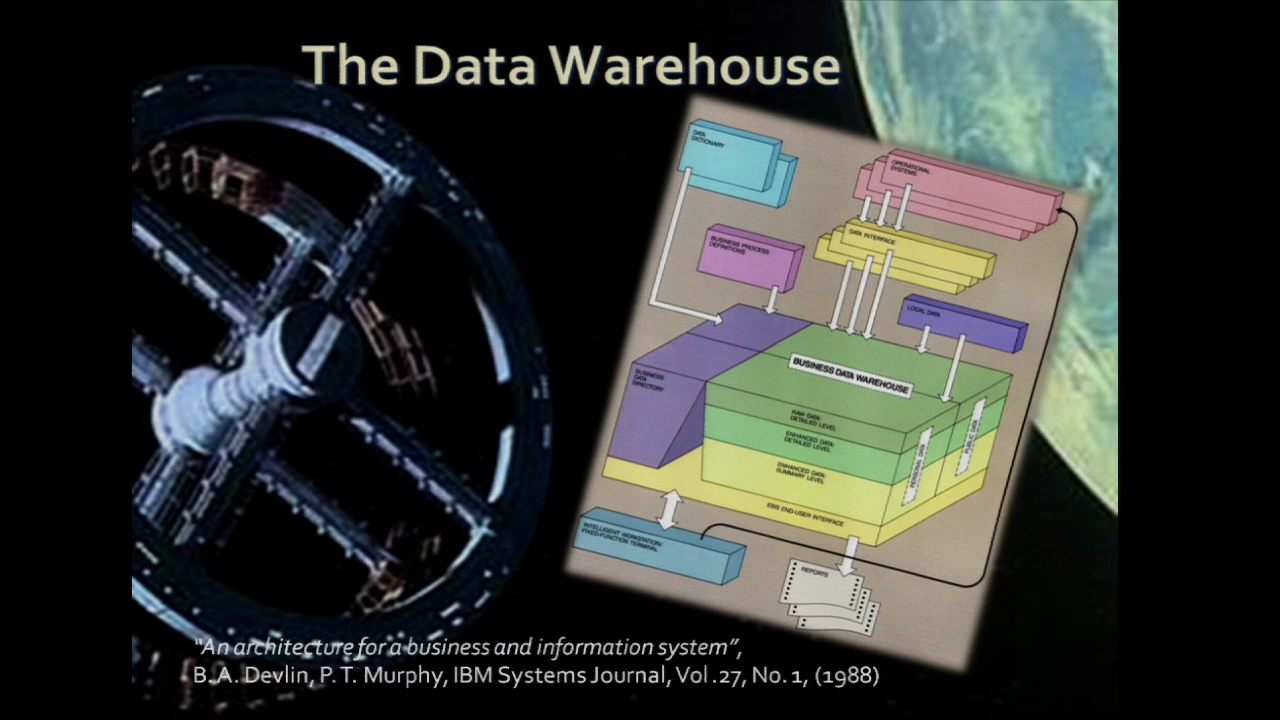 The Data Warehouse
DATA
DICTIONARY
OPERATIONAL
SYSTEMS
BUSINESS PROCESS
DEFINITIONS
DATA INTERFACE
LOCAL DATA
BUSINESS DATA WAREHOUSE
BUSINESS
DATA
DIRECTORY
RAW DATA:
DETAILED LEVEL
ENHANCED DATA:
DETAILED LEVEL
ENHANCED DATA:
SUMMARY LEVEL
PERSONAL DATA
PUBLIC DATA
EBIS END-USER INTERFACE
INTELLIGENT WORKSTATION/
FIXED-FUNCTION TERMINAL
REPORTS
“An architecture for a business and information system”,
B. A. Devlin, P. T. Murphy, IBM Systems Journal, Vol .27, No. 1, (1988)